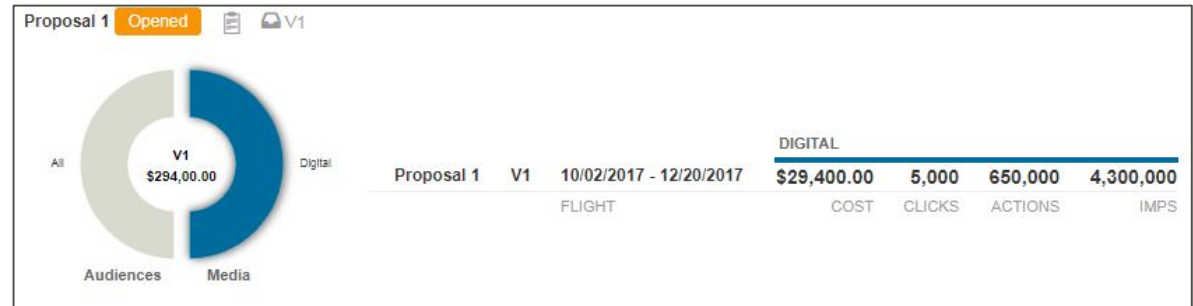 Proposal 1 Opened V1
DIGITAL
All V1 Digital
$294,00.00
Proposal 1 V1 10/02/2017 - 12/20/2017 $29,400.00 5,000 650,000 4,300,000
FLIGHT COST CLICKS ACTIONS IMPS
Audiences Media